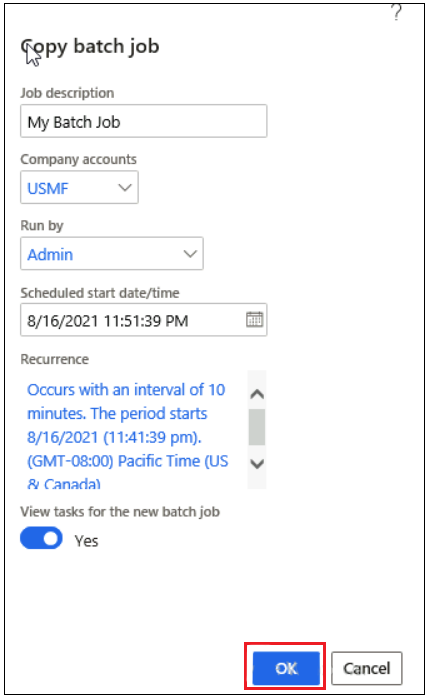 ?
Copy batch job
Job description
My Batch Job
Company accounts
USMF
Run by
Admin
Scheduled start date/time
8/16/2021 11:51:39 PM
Recurrence
Occurs with an interval of 10
minutes. The period starts
8/16/2021 (11:41:39 pm).
(GMT-08:00) Pacific Time (US
& Canada)
View tasks for the new batch job
Yes
OK
Cancel